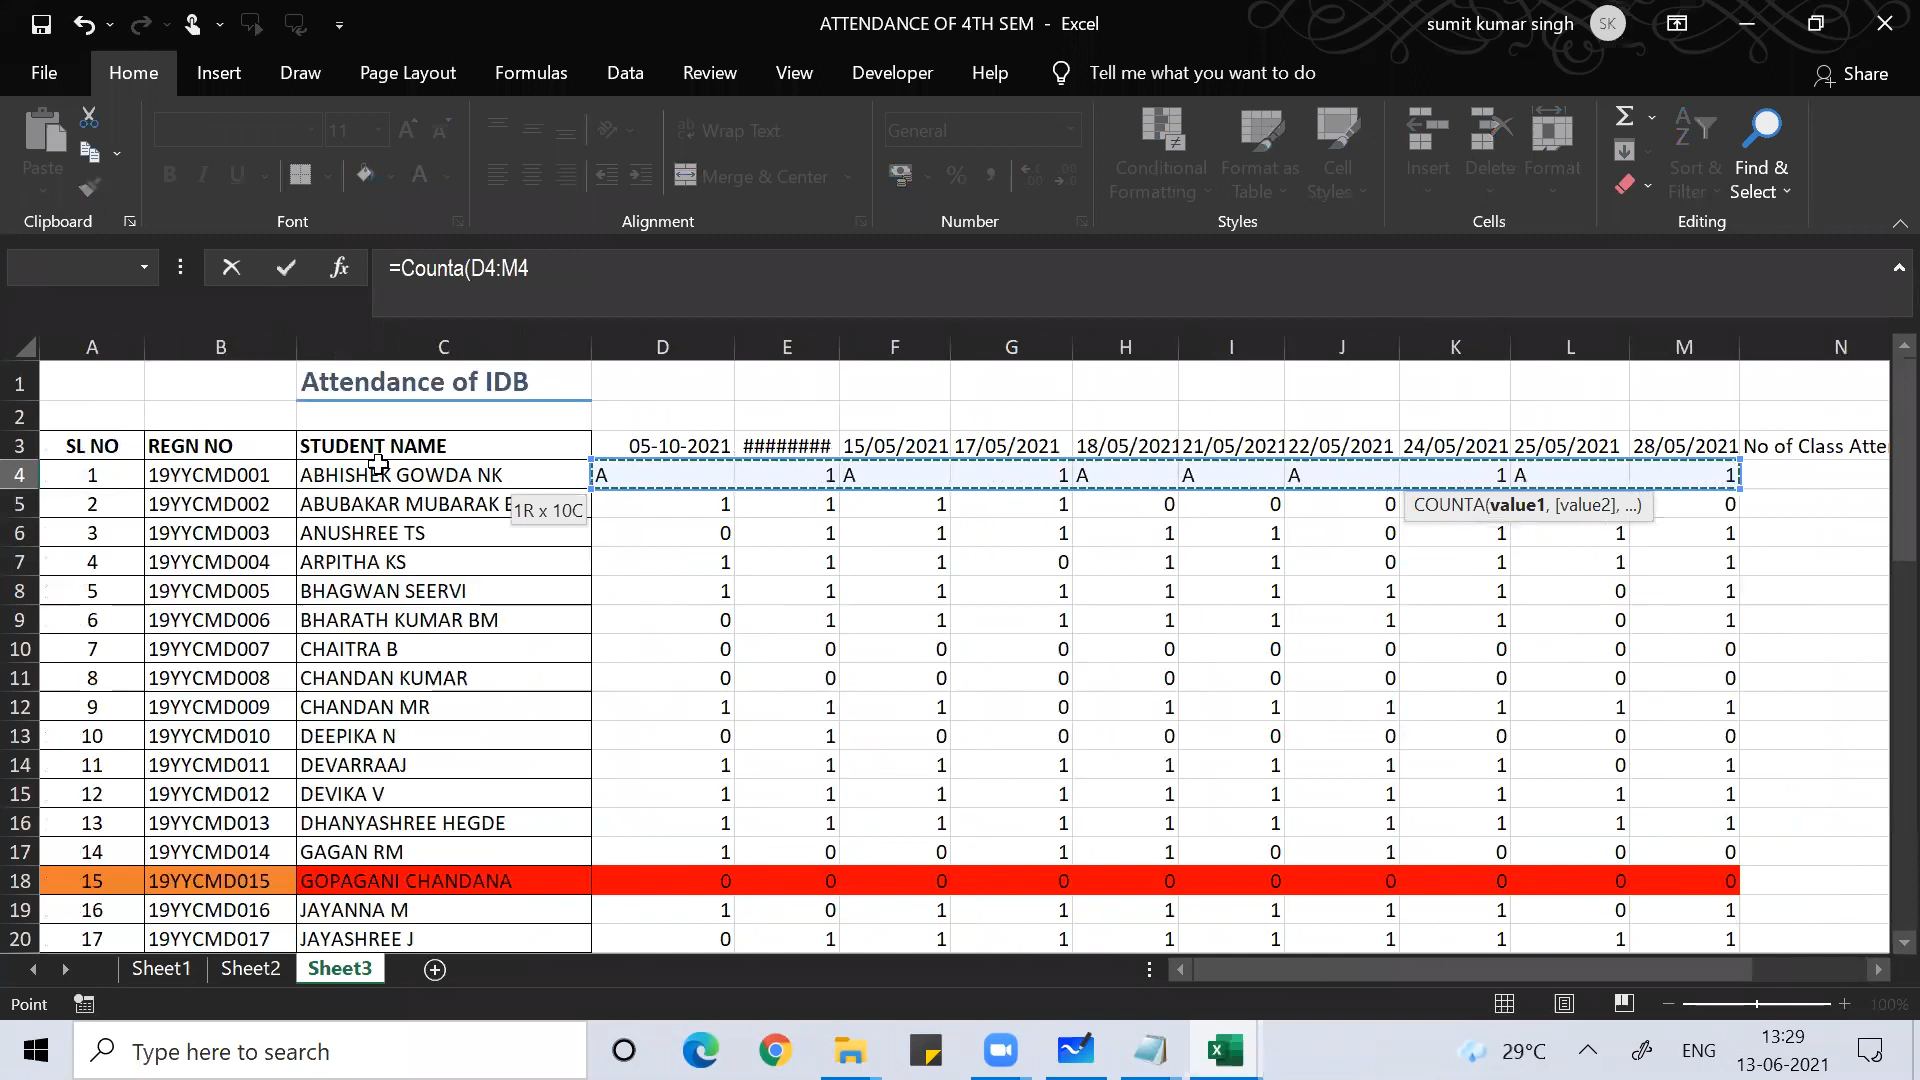 ATTENDANCE OF 4TH SEM - Excel sumit kumar singh SK
File Home Insert Draw Page Layout Formulas Data Review View Developer Help Tell me what you want to do Share
Paste 11 Wrap Text General Conditional Formatting Format as Table Cell Styles Insert Delete Format Sort & Filter Find & Select
B I U A Merge & Center %
Clipboard Font Alignment Number Styles Cells Editing
fx =Counta(D4:M4
A B C D E F G H I J K L M N
1 Attendance of IDB
2
3 SL NO REGN NO STUDENT NAME 05-10-2021 ######## 15/05/2021 17/05/2021 18/05/2021 21/05/2021 22/05/2021 24/05/2021 25/05/2021 28/05/2021 No of Class Atte
4 1 19YYCMD001 ABHISHEK GOWDA NK A 1 A 1 A A A 1 A 1
5 2 19YYCMD002 ABUBAKAR MUBARAK 1 1 1 1 0 0 0 0
1R x 10C
COUNTA(value1, [value2], ...)
6 3 19YYCMD003 ANUSHREE TS 0 1 1 1 1 1 0 1 1 1
7 4 19YYCMD004 ARPITHA KS 1 1 1 0 1 1 0 1 1 1
8 5 19YYCMD005 BHAGWAN SEERVI 1 1 1 1 1 1 1 1 0 1
9 6 19YYCMD006 BHARATH KUMAR BM 0 1 1 1 1 1 1 1 0 1
10 7 19YYCMD007 CHAITRA B 0 0 0 0 0 0 0 0 0 0
11 8 19YYCMD008 CHANDAN KUMAR 0 0 0 0 0 0 0 0 0 0
12 9 19YYCMD009 CHANDAN MR 1 1 1 0 1 1 1 1 1 1
13 10 19YYCMD010 DEEPIKA N 0 1 0 0 0 0 0 0 0 0
14 11 19YYCMD011 DEVARRAAJ 1 1 1 1 1 1 1 1 0 1
15 12 19YYCMD012 DEVIKA V 1 1 1 1 1 1 1 1 1 1
16 13 19YYCMD013 DHANYASHREE HEGDE 1 1 1 1 1 1 1 1 1 1
17 14 19YYCMD014 GAGAN RM 1 0 0 1 1 0 1 0 0 0
18 15 19YYCMD015 GOPAGANI CHANDANA 0 0 0 0 0 0 0 0 0 0
19 16 19YYCMD016 JAYANNA M 1 0 1 1 1 1 1 1 0 1
20 17 19YYCMD017 JAYASHREE J 0 1 1 1 1 1 1 1 1 1
Sheet1 Sheet2 Sheet3
Point 100%
Type here to search 29°C ENG 13:29
13-06-2021